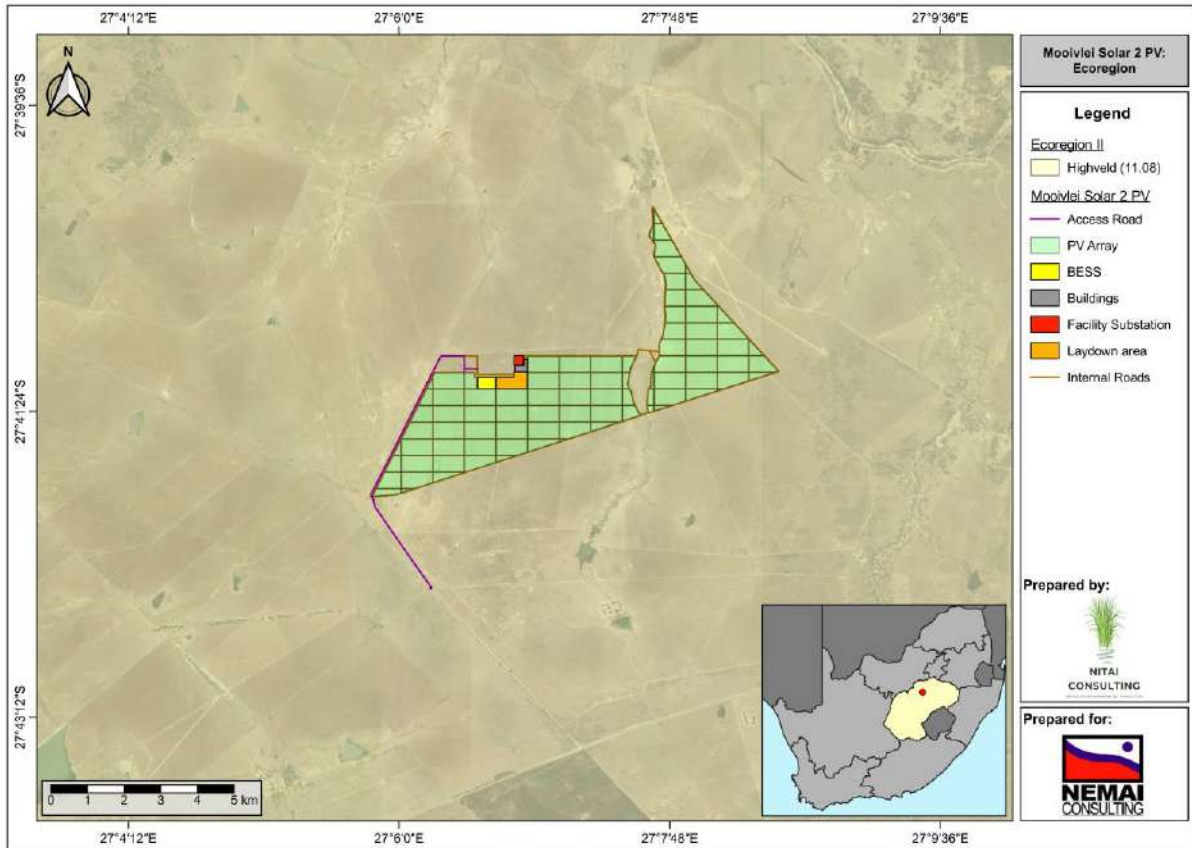 27°4'12"E 27°6'0"E 27°7'48"E 27°9'36"E
Mooivlei Solar 2 PV:
Ecoregion
N
27°39'36"S
27°41'24"S
27°43'12"S
Legend
Ecoregion II
Highveld (11.08)
Mooivlei Solar 2 PV
Access Road
PV Array
BESS
Buildings
Facility Substation
Laydown area
Internal Roads
Prepared by:
NITAI
CONSULTING
Prepared for:
NEMAI
CONSULTING
0 1 2 3 4 5 km
27°4'12"E 27°6'0"E 27°7'48"E 27°9'36"E